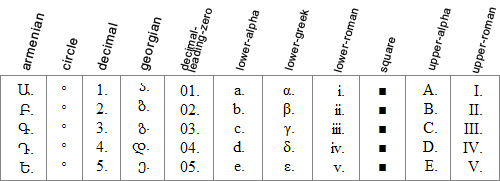 armenian circle decimal georgian decimal-leading-zero lower-alpha lower-greek lower-roman square upper-alpha upper-roman
Ա. ° 1. ა. 01. a. α. i. ■ A. I.
Բ. ° 2. ბ. 02. b. β. ii. ■ B. II.
Գ. ° 3. გ. 03. c. γ. iii. ■ C. III.
Դ. ° 4. დ. 04. d. δ. iv. ■ D. IV.
Ե. ° 5. ე. 05. e. ε. v. ■ E. V.